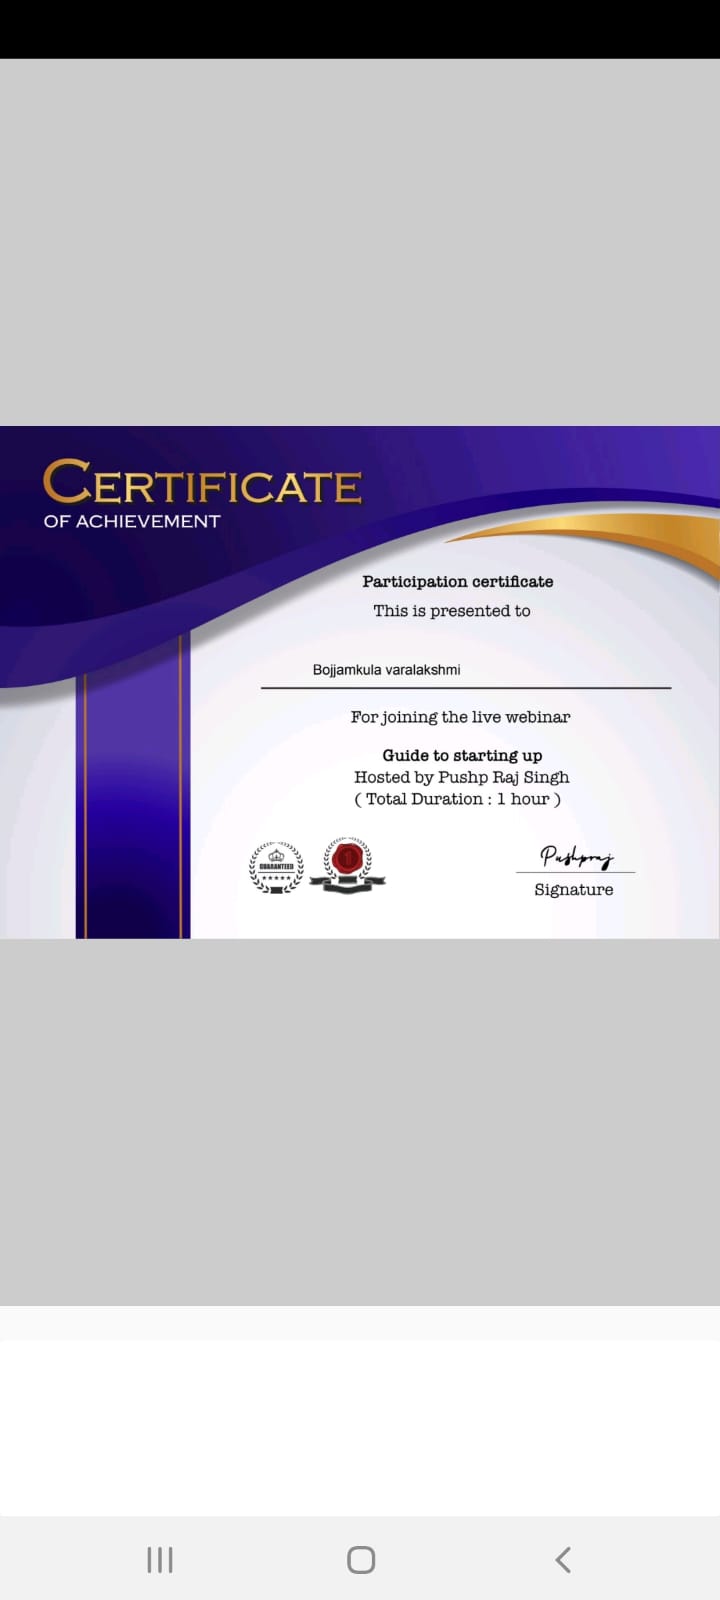 CERTIFICATE
OF ACHIEVEMENT
Participation certificate
This is presented to
Bojjamkula varalakshmi
For joining the live webinar
Guide to starting up
Hosted by Pushp Raj Singh
( Total Duration : 1 hour )
GUARANTEED
1
Pushpraj
Signature